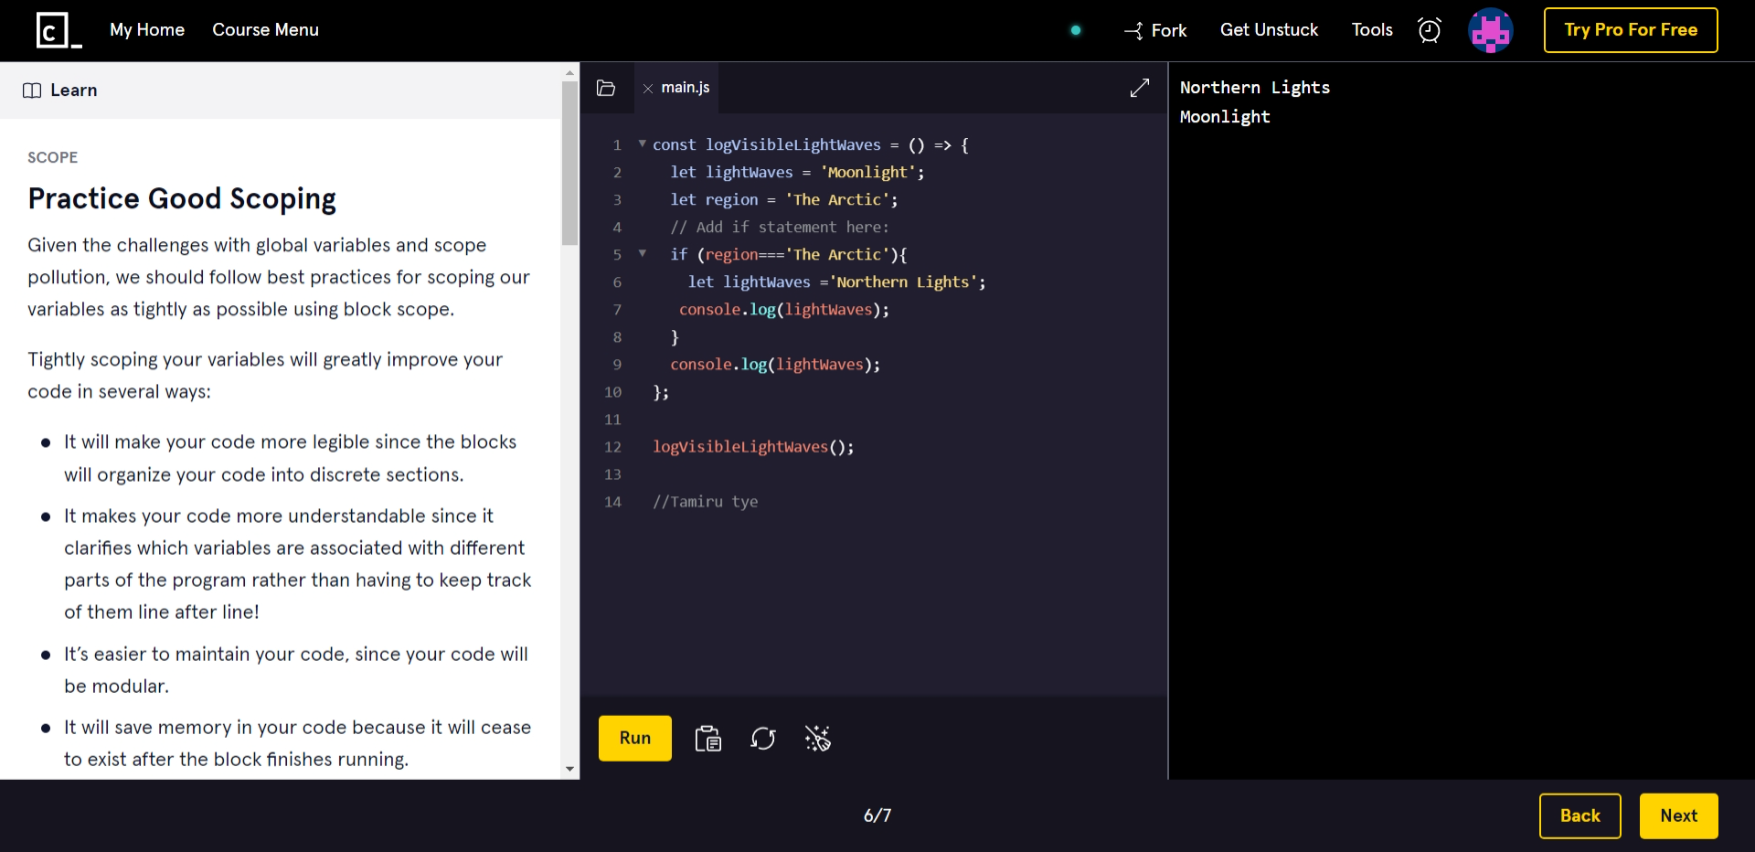 c_
My Home
Course Menu
Fork
Get Unstuck
Tools
Try Pro For Free
Learn
SCOPE
Practice Good Scoping
Given the challenges with global variables and scope
pollution, we should follow best practices for scoping our
variables as tightly as possible using block scope.
Tightly scoping your variables will greatly improve your
code in several ways:
It will make your code more legible since the blocks
will organize your code into discrete sections.
It makes your code more understandable since it
clarifies which variables are associated with different
parts of the program rather than having to keep track
of them line after line!
It’s easier to maintain your code, since your code will
be modular.
It will save memory in your code because it will cease
to exist after the block finishes running.
main.js
1 const logVisibleLightWaves = () => {
2 let lightWaves = 'Moonlight';
3 let region = 'The Arctic';
4 // Add if statement here:
5 if (region==='The Arctic'){
6 let lightWaves ='Northern Lights';
7 console.log(lightWaves);
8 }
9 console.log(lightWaves);
10 };
11
12 logVisibleLightWaves();
13
14 //Tamiru tye
Run
Northern Lights
Moonlight
6/7
Back
Next